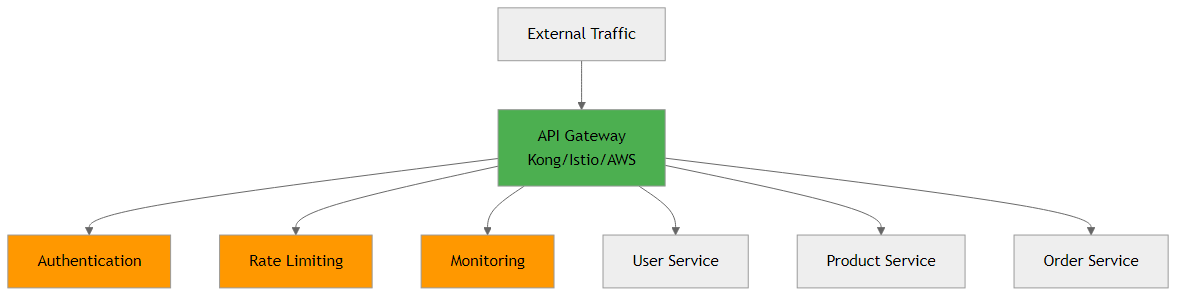 External Traffic
API Gateway
Kong/Istio/AWS
Authentication
Rate Limiting
Monitoring
User Service
Product Service
Order Service